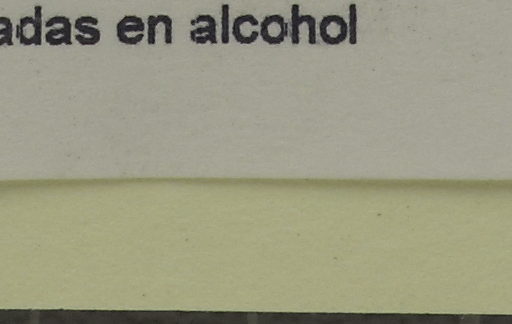 adas en alcohol